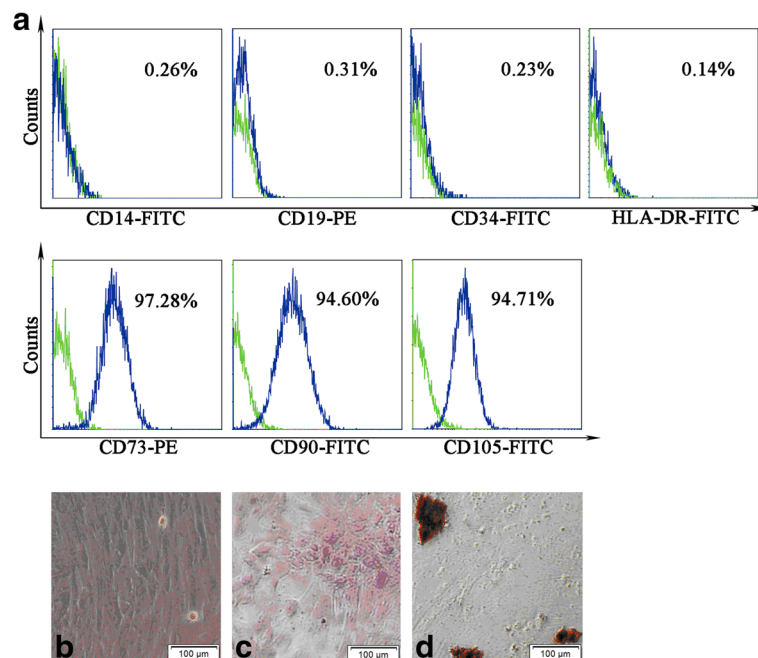 a
Counts
0.26%
0.31%
0.23%
0.14%
CD14-FITC
CD19-PE
CD34-FITC
HLA-DR-FITC
Counts
97.28%
94.60%
94.71%
CD73-PE
CD90-FITC
CD105-FITC
b
100 μm
c
100 μm
d
100 μm